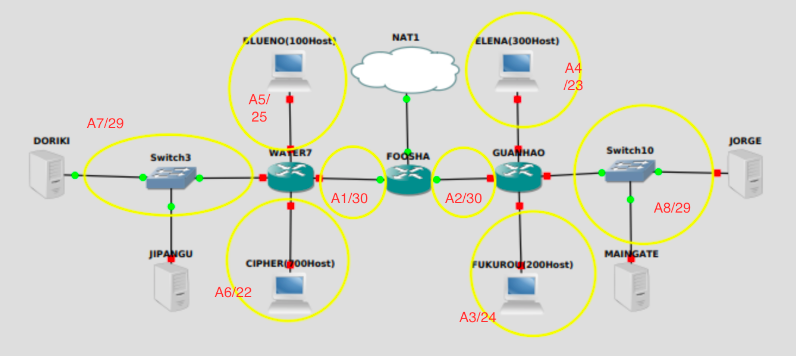 BLUENO(100Host)
NAT1
ELENA(300Host)
A4
/23
A5/
25
A7/29
DORIKI
Switch3
WATER7
FOOSHA
GUANHAO
Switch10
JORGE
A1/30
A2/30
A8/29
JIPANGU
CIPHER(700Host)
FUKUROU(200Host)
MAINGATE
A6/22
A3/24